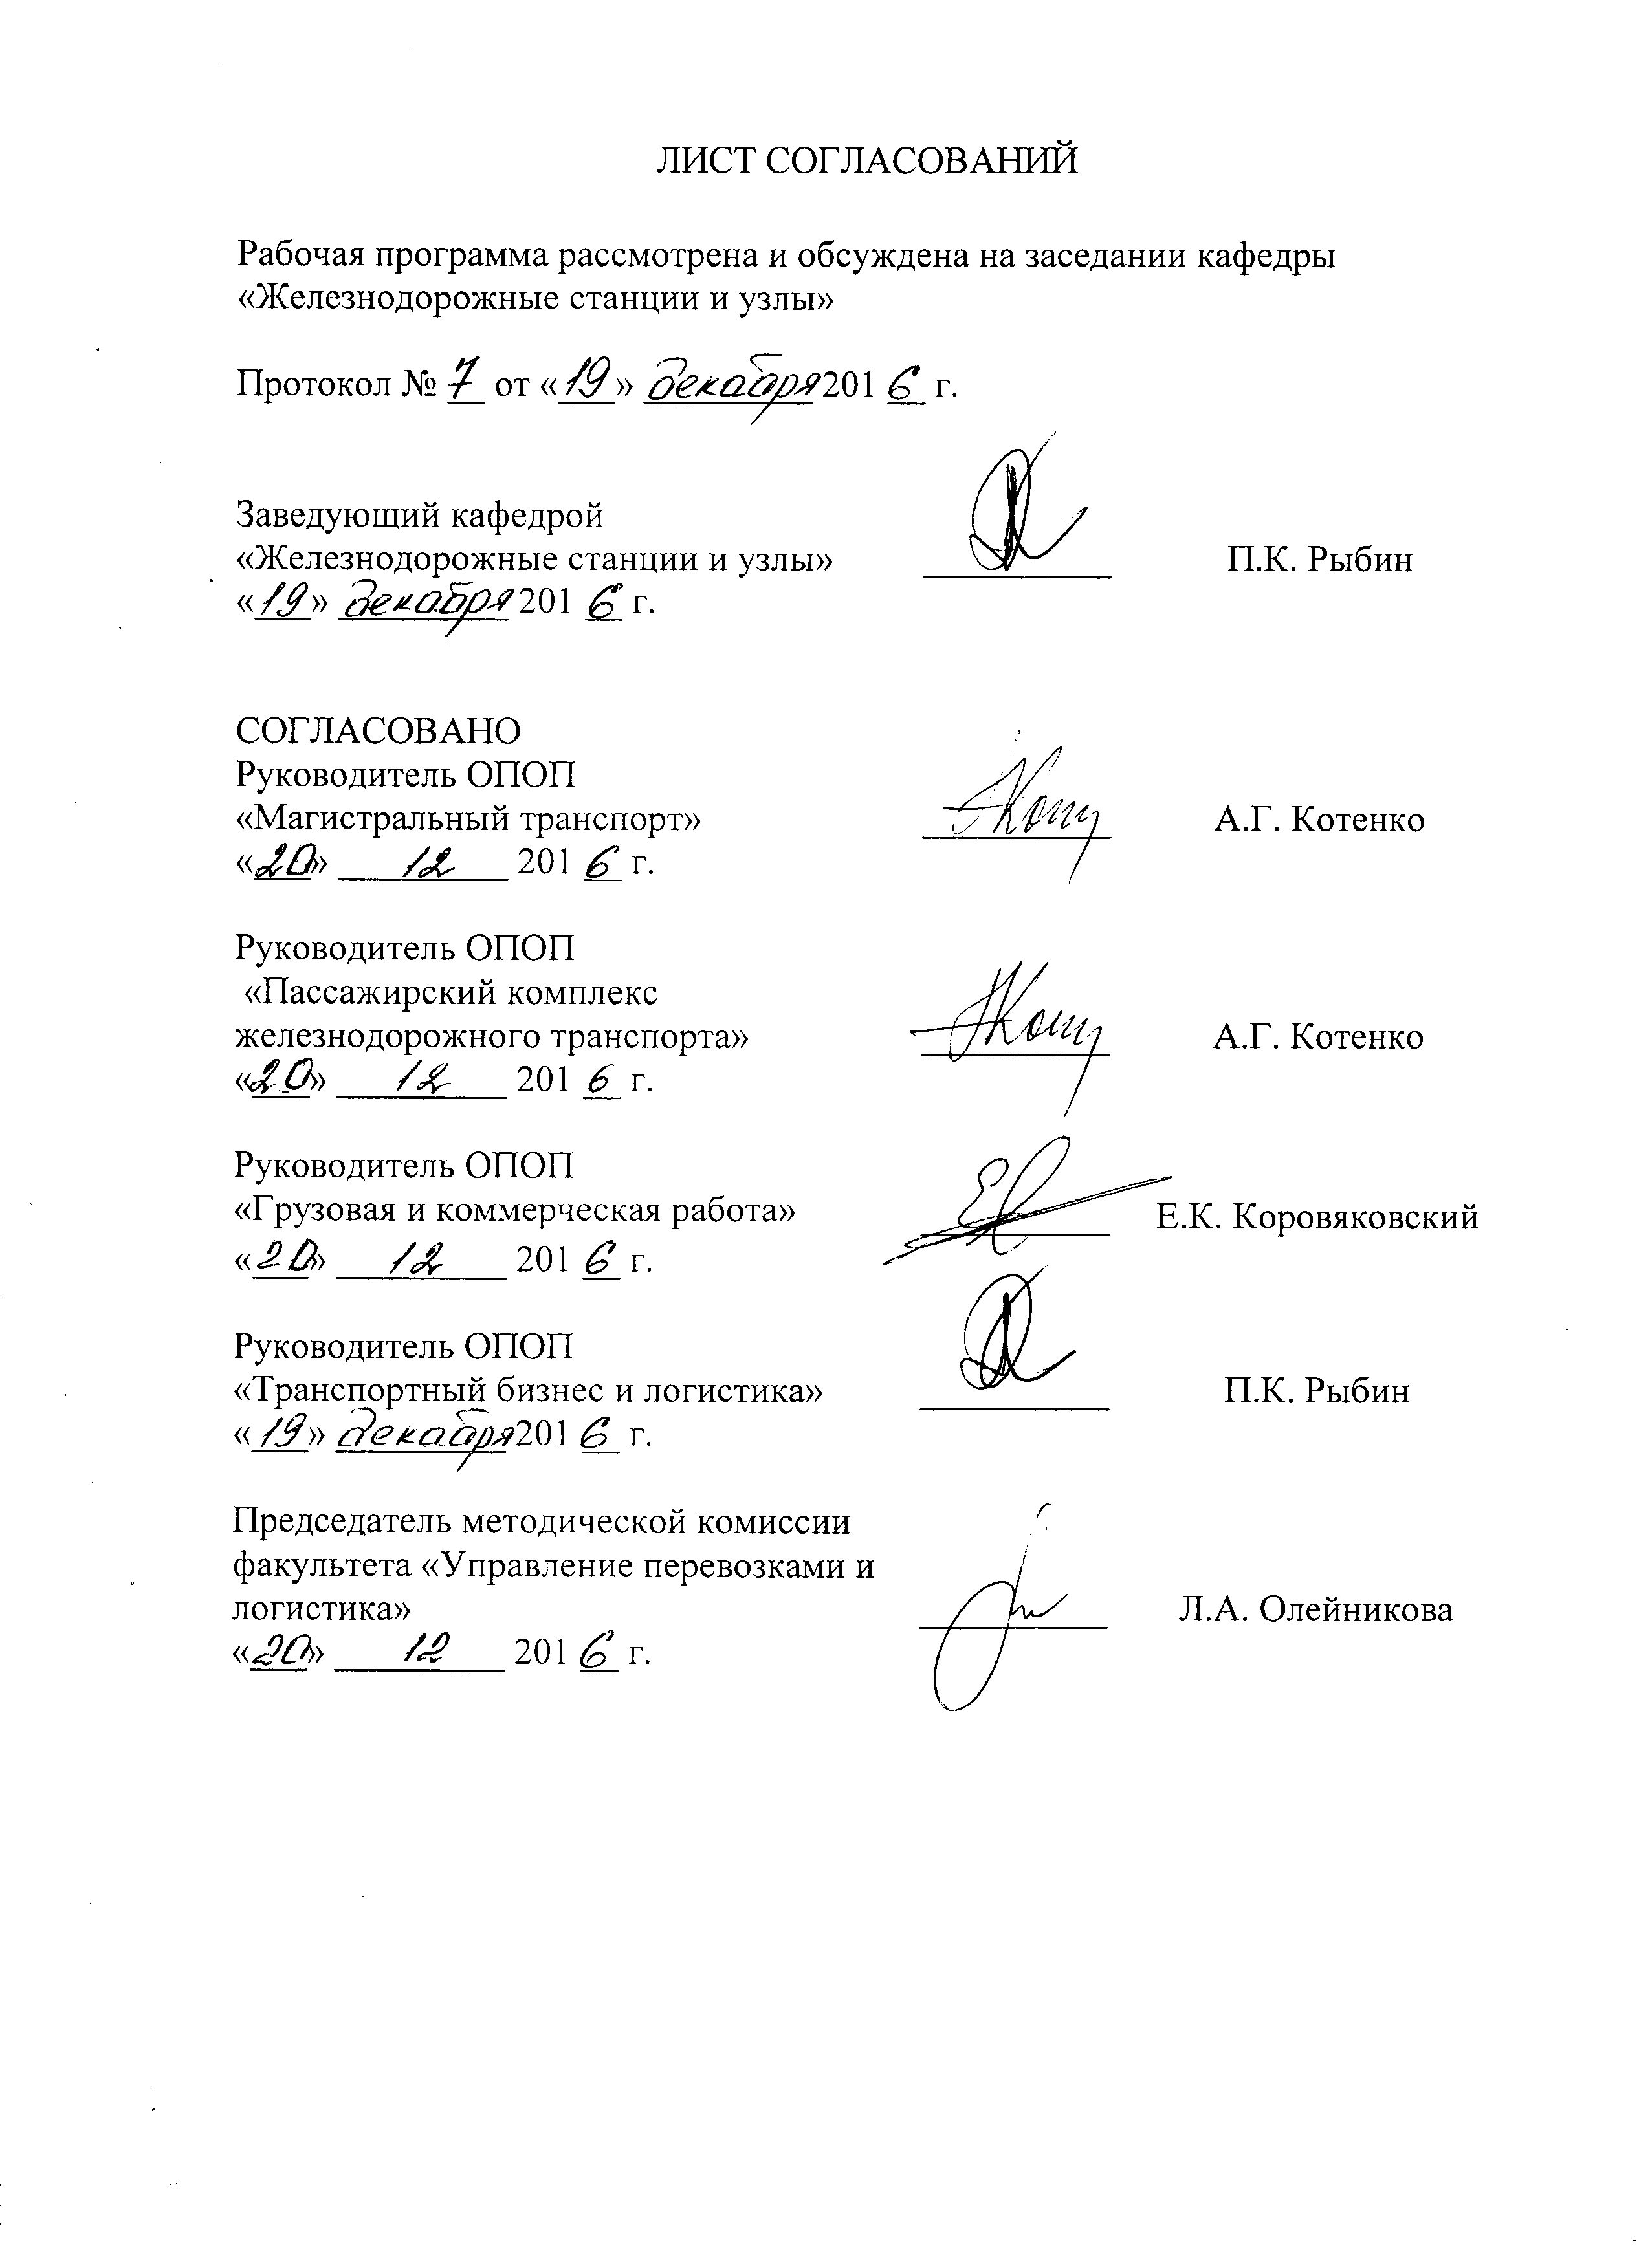 ЛИСТ СОГЛАСОВАНИЙ
Рабочая программа рассмотрена и обсуждена на заседании кафедры
«Железнодорожные станции и узлы»
Протокол № 7 от «19» декабря 2016 г.
Заведующий кафедрой
«Железнодорожные станции и узлы» П.К. Рыбин
«19» декабря 2016 г.
СОГЛАСОВАНО
Руководитель ОПОП
«Магистральный транспорт» А.Г. Котенко
«20» 12 2016 г.
Руководитель ОПОП
«Пассажирский комплекс
железнодорожного транспорта» А.Г. Котенко
«20» 12 2016 г.
Руководитель ОПОП
«Грузовая и коммерческая работа» Е.К. Коровяковский
«20» 12 2016 г.
Руководитель ОПОП
«Транспортный бизнес и логистика» П.К. Рыбин
«19» декабря 2016 г.
Председатель методической комиссии
факультета «Управление перевозками и
логистика» Л.А. Олейникова
«20» 12 2016 г.